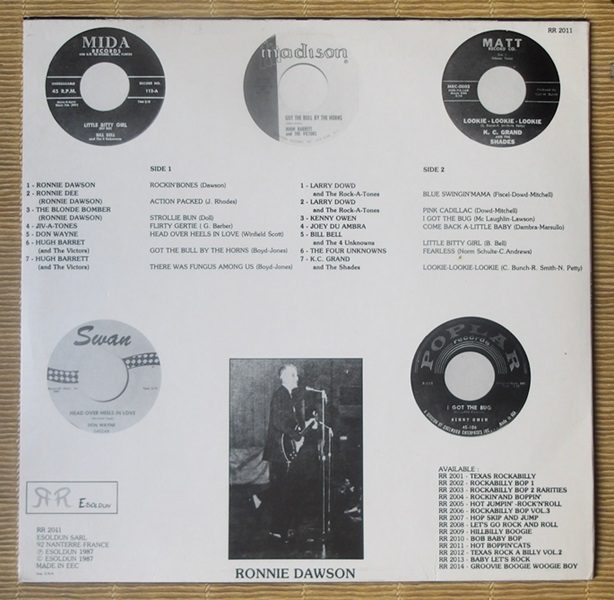 RR 2011
MIDA
RECORDS
45 R.P.M.
112-A
LITTLE BITTY GIRL
BILL BELL
madison
GOT THE BULL BY THE HORNS
HUGH BARRETT
AND THE VICTORS
MATT
RECORD CO.
LOOKIE - LOOKIE - LOOKIE
K. C. GRAND
and The
SHADES
SIDE 1
1 - RONNIE DAWSON ROCKIN'BONES (Dawson)
2 - RONNIE DEE
(RONNIE DAWSON) ACTION PACKED (J. Rhodes)
3 - THE BLONDE BOMBER
(RONNIE DAWSON) STROLLIE BUN (Doll)
4 - JIV-A-TONES FLIRTY GERTIE ( G. Barber)
5 - DON WAYNE HEAD OVER HEELS IN LOVE (Winfield Scott)
6 - HUGH BARRET
(and The Victors) GOT THE BULL BY THE HORNS (Boyd-Jones)
7 - HUGH BARRETT
(and The Victors) THERE WAS FUNGUS AMONG US (Boyd-Jones)
SIDE 2
1 - LARRY DOWD
and The Rock-A-Tones BLUE SWINGIN'MAMA (Fiscel-Dowd-Mitchell)
2 - LARRY DOWD
and The Rock-A-Tones PINK CADILLAC (Dowd-Mitchell)
3 - KENNY OWEN I GOT THE BUG (Mc Laughlin-Lawson)
4 - JOEY DU AMBRA COME BACK A-LITTLE BABY (Dambra-Marsullo)
5 - BILL BELL
and The 4 Unknowns LITTLE BITTY GIRL (B. Bell)
6 - THE FOUR UNKNOWNS FEARLESS (Norm Schulte-C. Andrews)
7 - K.C. GRAND
and The Shades LOOKIE-LOOKIE-LOOKIE (C. Bunch-R. Smith-N. Petty)
Swan
HEAD OVER HEELS IN LOVE
DON WAYNE
POPLAR
records
I GOT THE BUG
KENNY OWEN
45-106
RR ESOLDUN
RR 2011
ESOLDUN SARL
92 NANTERRE-FRANCE
Ⓟ ESOLDUN 1987
© ESOLDUN 1987
MADE IN EEC
RONNIE DAWSON
AVAILABLE :
RR 2001 - TEXAS ROCKABILLY
RR 2002 - ROCKABILLY BOP 1
RR 2003 - ROCKABILLY BOP 2 RARITIES
RR 2004 - ROCKIN'AND BOPPIN'
RR 2005 - HOT JUMPIN'-ROCK'N'ROLL
RR 2006 - ROCKABILLY BOP VOL.3
RR 2007 - HOP SKIP AND JUMP
RR 2008 - LET'S GO ROCK AND ROLL
RR 2009 - HILLBILLY BOOGIE
RR 2010 - BOB BABY BOP
RR 2011 - HOT BOPPIN'CATS
RR 2012 - TEXAS ROCK A BILLY VOL.2
RR 2013 - BABY LET'S ROCK
RR 2014 - GROOVIE BOOGIE WOOGIE BOY